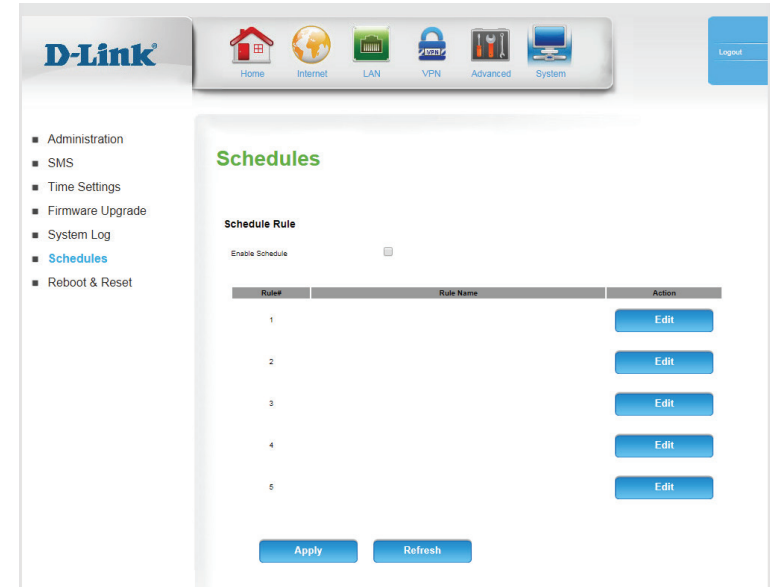 D-Link
Home Internet LAN VPN Advanced System
Logout
Administration
SMS
Time Settings
Firmware Upgrade
System Log
Schedules
Reboot & Reset
Schedules
Schedule Rule
Enable Schedule
Rule# Rule Name Action
1 Edit
2 Edit
3 Edit
4 Edit
5 Edit
Apply Refresh